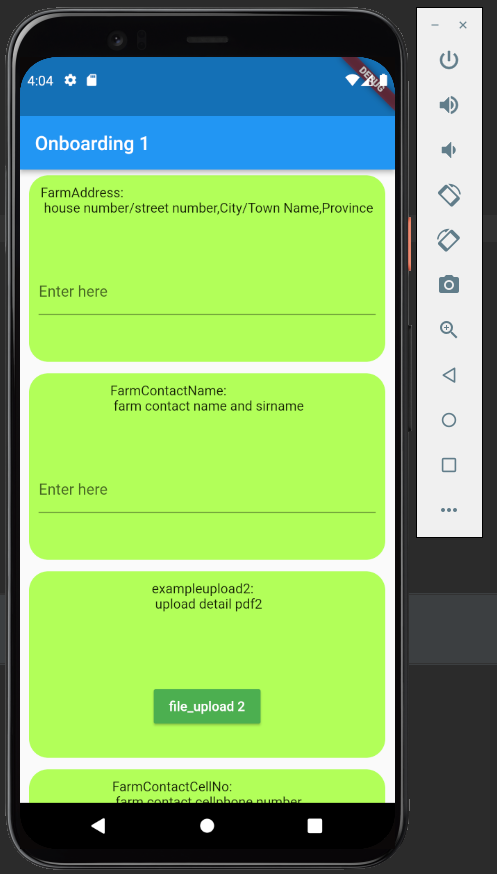 4:04
DEBUG
Onboarding 1
FarmAddress:
house number/street number,City/Town Name,Province
Enter here
FarmContactName:
farm contact name and sirname
Enter here
exampleupload2:
upload detail pdf2
file_upload 2
FarmContactCellNo:
farm contact cellphone number